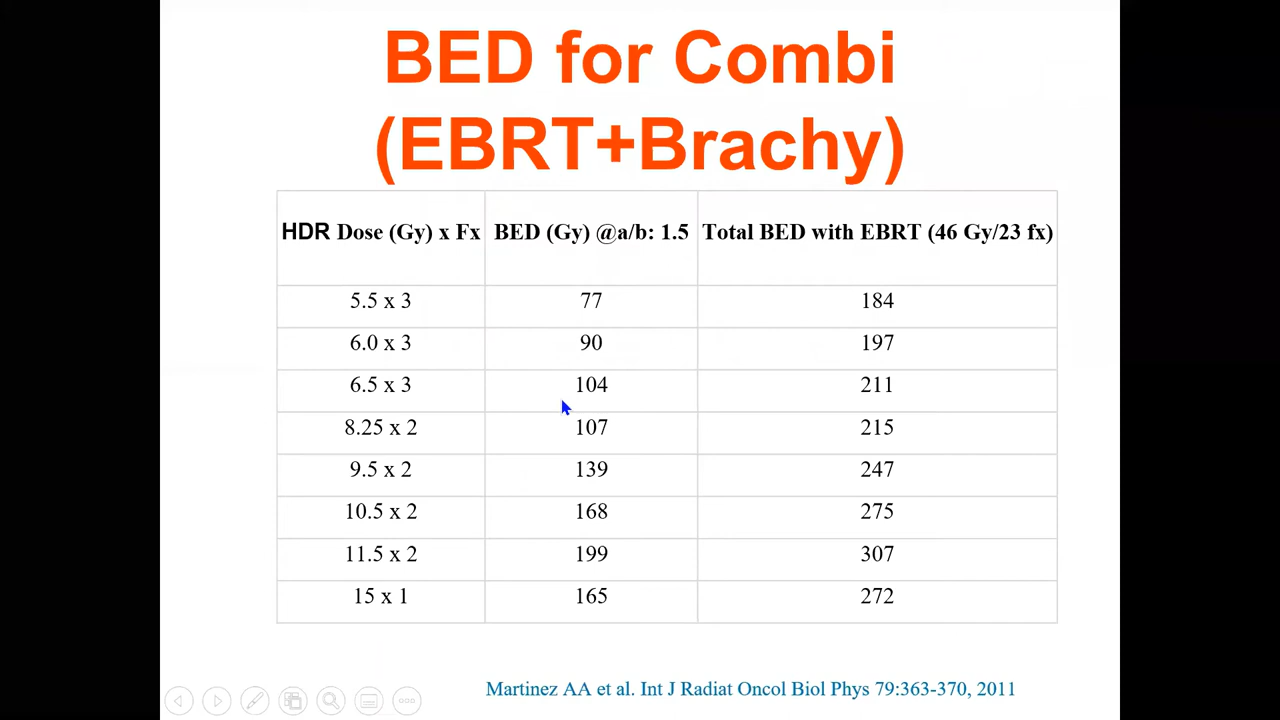 BED for Combi
(EBRT+Brachy)
HDR Dose (Gy) x Fx BED (Gy) @a/b: 1.5 Total BED with EBRT (46 Gy/23 fx)
5.5 x 3 77 184
6.0 x 3 90 197
6.5 x 3 104 211
8.25 x 2 107 215
9.5 x 2 139 247
10.5 x 2 168 275
11.5 x 2 199 307
15 x 1 165 272
Martinez AA et al. Int J Radiat Oncol Biol Phys 79:363-370, 2011